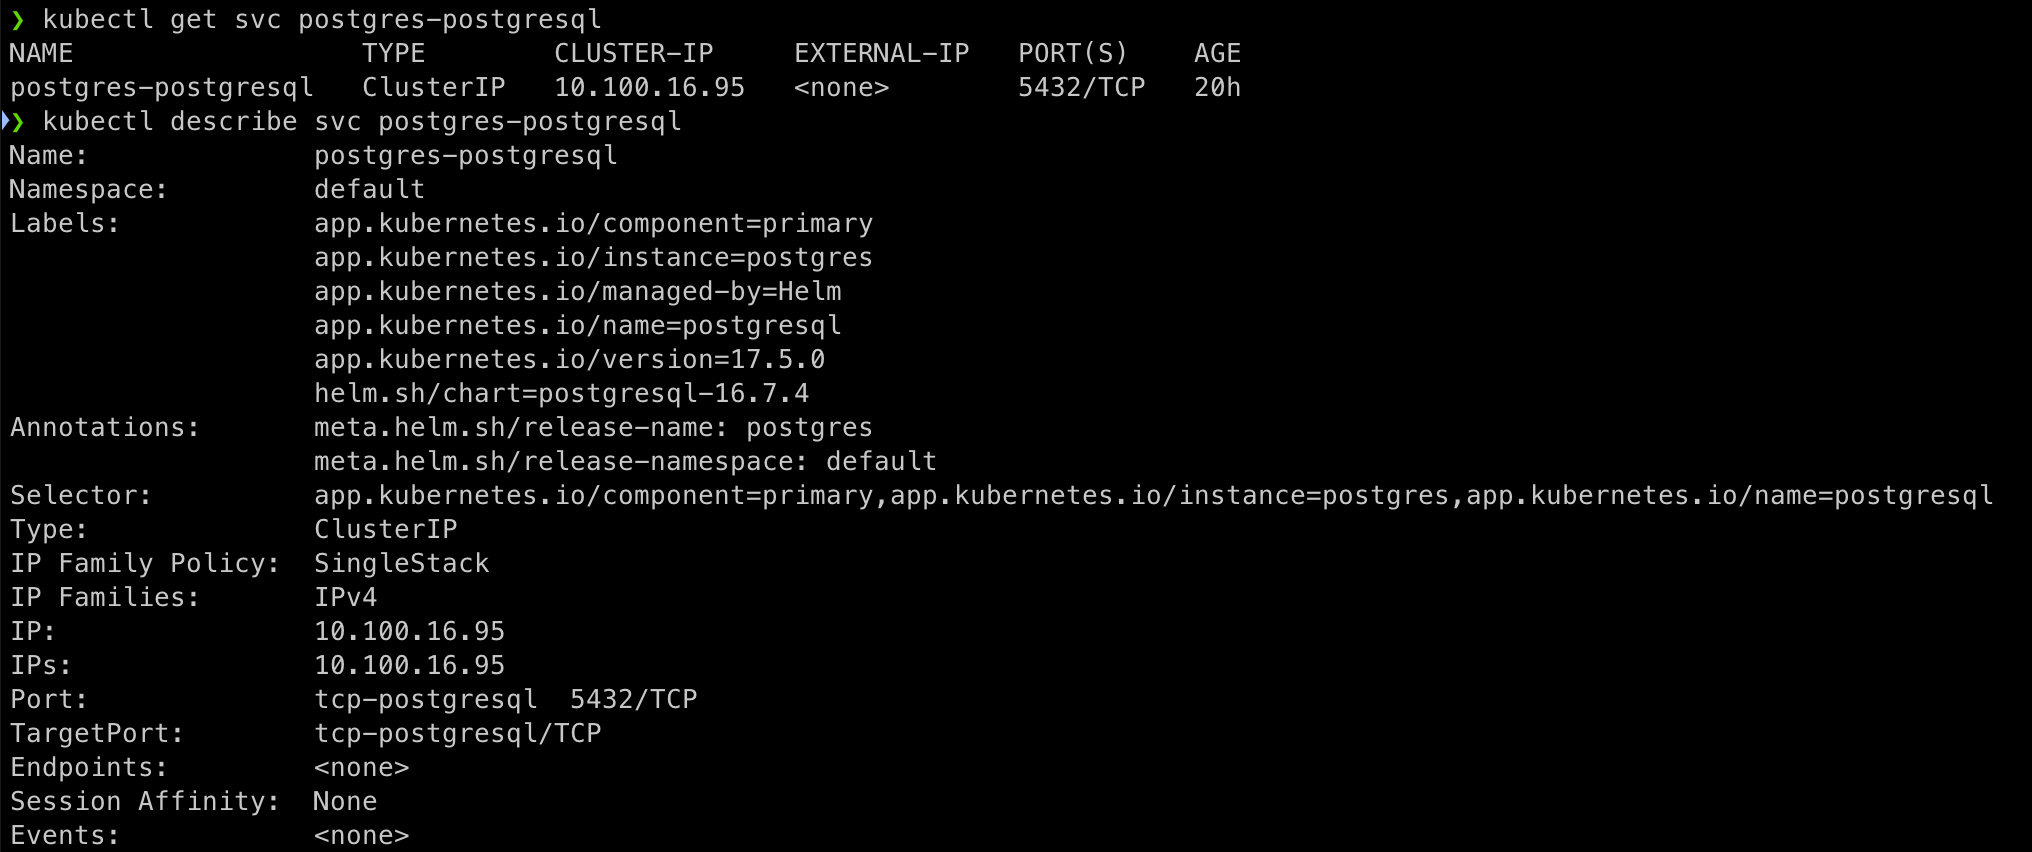 ❯ kubectl get svc postgres-postgresql
NAME                  TYPE        CLUSTER-IP     EXTERNAL-IP   PORT(S)    AGE
postgres-postgresql   ClusterIP   10.100.16.95   <none>        5432/TCP   20h
❯ kubectl describe svc postgres-postgresql
Name:              postgres-postgresql
Namespace:         default
Labels:            app.kubernetes.io/component=primary
                   app.kubernetes.io/instance=postgres
                   app.kubernetes.io/managed-by=Helm
                   app.kubernetes.io/name=postgresql
                   app.kubernetes.io/version=17.5.0
                   helm.sh/chart=postgresql-16.7.4
Annotations:       meta.helm.sh/release-name: postgres
                   meta.helm.sh/release-namespace: default
Selector:          app.kubernetes.io/component=primary,app.kubernetes.io/instance=postgres,app.kubernetes.io/name=postgresql
Type:              ClusterIP
IP Family Policy:  SingleStack
IP Families:       IPv4
IP:                10.100.16.95
IPs:               10.100.16.95
Port:              tcp-postgresql  5432/TCP
TargetPort:        tcp-postgresql/TCP
Endpoints:         <none>
Session Affinity:  None
Events:            <none>